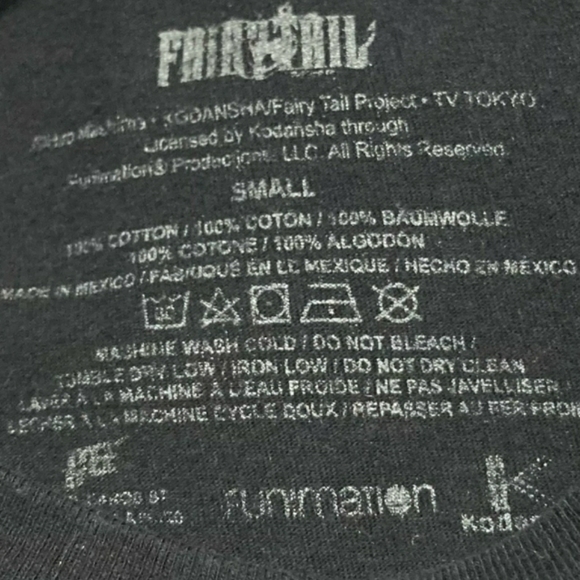 FAIRY TAIL
Mashima • KODANSHA/Fairy Tail Project • TV TOKYO
Licensed by Kodansha through
Funimation® Productions, LLC. All Rights Reserved.
SMALL
100% COTTON / 100% COTON / 100% BAUMWOLLE
100% COTONE / 100% ALGODÓN
MADE IN MEXICO / FABRIQUÉ EN LE MEXIQUE / HECHO EN MÉXICO
MACHINE WASH COLD / DO NOT BLEACH /
TUMBLE DRY LOW / IRON LOW / DO NOT DRY CLEAN
LAVER À LA MACHINE À L'EAU FROIDE / NE PAS JAVELLISER /
À LA MACHINE CYCLE DOUX / REPASSER AU FER
FUNIMATION
K